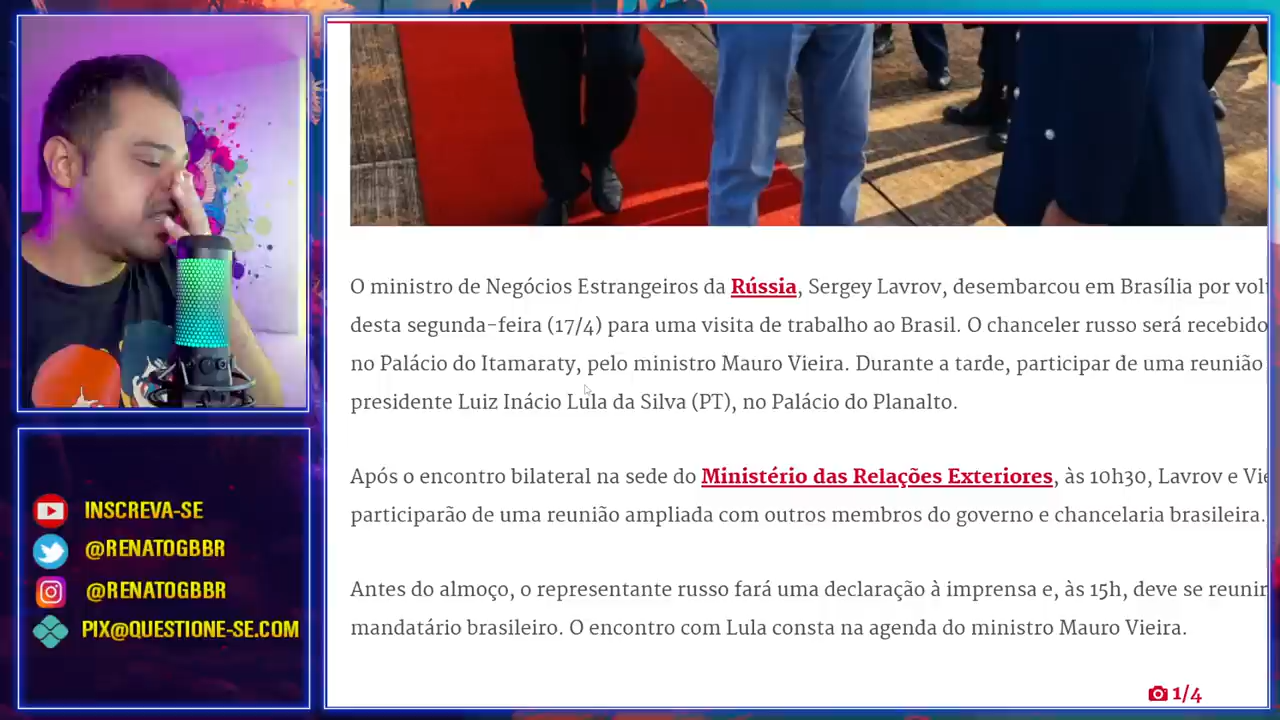 O ministro de Negócios Estrangeiros da Rússia, Sergey Lavrov, desembarcou em Brasília por
desta segunda-feira (17/4) para uma visita de trabalho ao Brasil. O chanceler russo será recebido
no Palácio do Itamaraty, pelo ministro Mauro Vieira. Durante a tarde, participar de uma reunião
presidente Luiz Inácio Lula da Silva (PT), no Palácio do Planalto.
Após o encontro bilateral na sede do Ministério das Relações Exteriores, às 10h30, Lavrov e
participarão de uma reunião ampliada com outros membros do governo e chancelaria brasileira.
Antes do almoço, o representante russo fará uma declaração à imprensa e, às 15h, deve se reunir
mandatário brasileiro. O encontro com Lula consta na agenda do ministro Mauro Vieira.
1/4
INSCREVA-SE
@RENATOGBBR
@RENATOGBBR
PIX@QUESTIONE-SE.COM